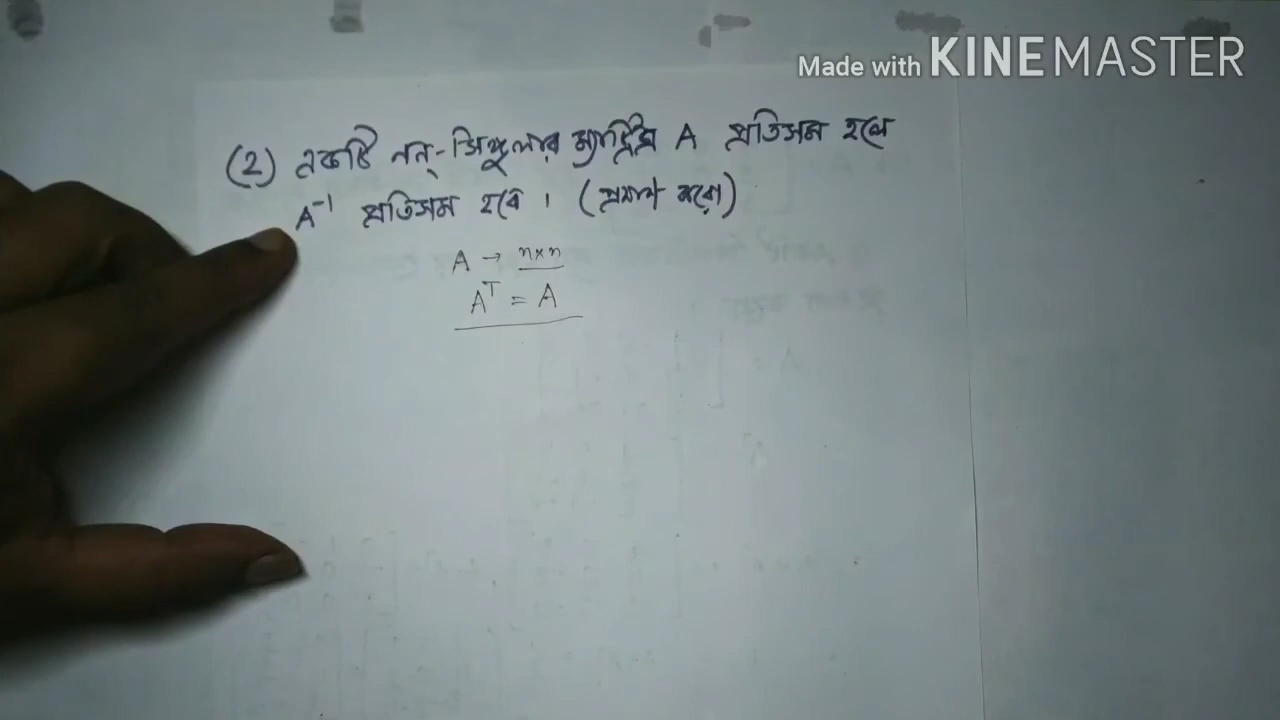 Made with KINEMASTER
(2) একটি নন্-সিঙ্গুলার ম্যাট্রিক্স A প্রতিসম হলে
A⁻¹ প্রতিসম হবে। (প্রমাণ করো)
A → n×n
Aᵀ = A